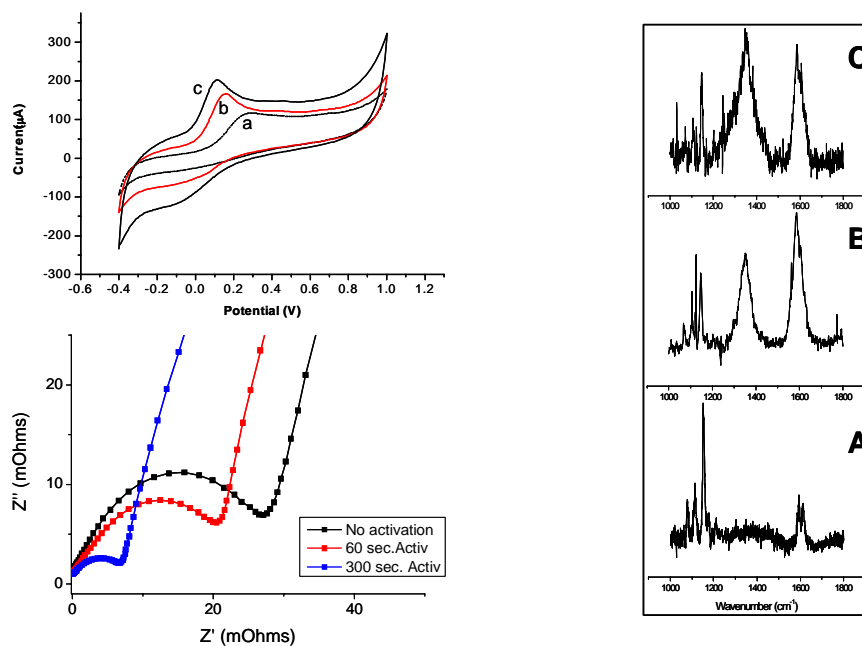 300
200
100
0
-100
-200
-300
Curren(µA)
c
b
a
-0.6 -0.4 -0.2 0.0 0.2 0.4 0.6 0.8 1.0 1.2
Potential (V)
20
10
0
Z'' (mOhms)
No activation
60 sec.Activ
300 sec. Activ
0 20 40
Z' (mOhms)
C
1000 1200 1400 1600 1800
B
1000 1200 1400 1600 1800
A
1000 1200 1400 1600 1800
Wavenumber (cm⁻¹)